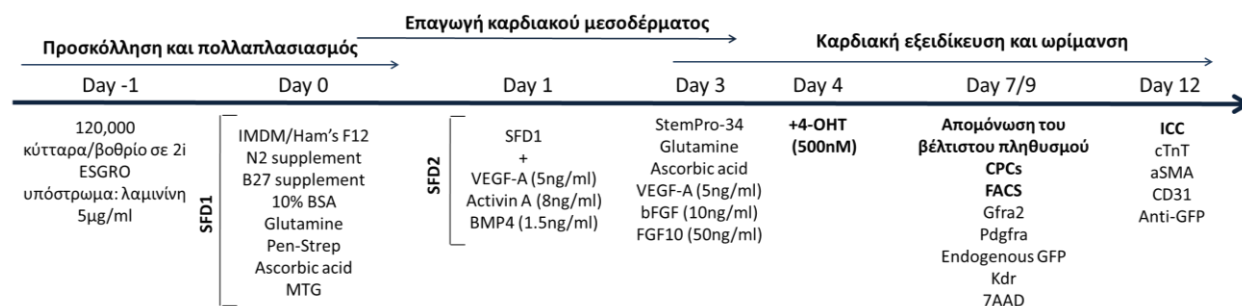 Επαγωγή καρδιακού μεσοδέρματος
Προσκόλληση και πολλαπλασιασμός
Καρδιακή εξειδίκευση και ωρίμανση
Day -1
Day 0
Day 1
Day 3
Day 4
Day 7/9
Day 12
120,000
κύτταρα/βοθρίο σε 2i
ESGRO
υπόστρωμα: λαμινίνη
5μg/ml
SFD1
IMDM/Ham's F12
N2 supplement
B27 supplement
10% BSA
Glutamine
Pen-Strep
Ascorbic acid
MTG
SFD2
SFD1
+
VEGF-A (5ng/ml)
Activin A (8ng/ml)
BMP4 (1.5ng/ml)
StemPro-34
Glutamine
Ascorbic acid
VEGF-A (5ng/ml)
bFGF (10ng/ml)
FGF10 (50ng/ml)
+4-OHT
(500nM)
Απομόνωση του
βέλτιστου πληθυσμού
CPCs
FACS
Gfra2
Pdgfra
Endogenous GFP
Kdr
7AAD
ICC
cTnT
aSMA
CD31
Anti-GFP